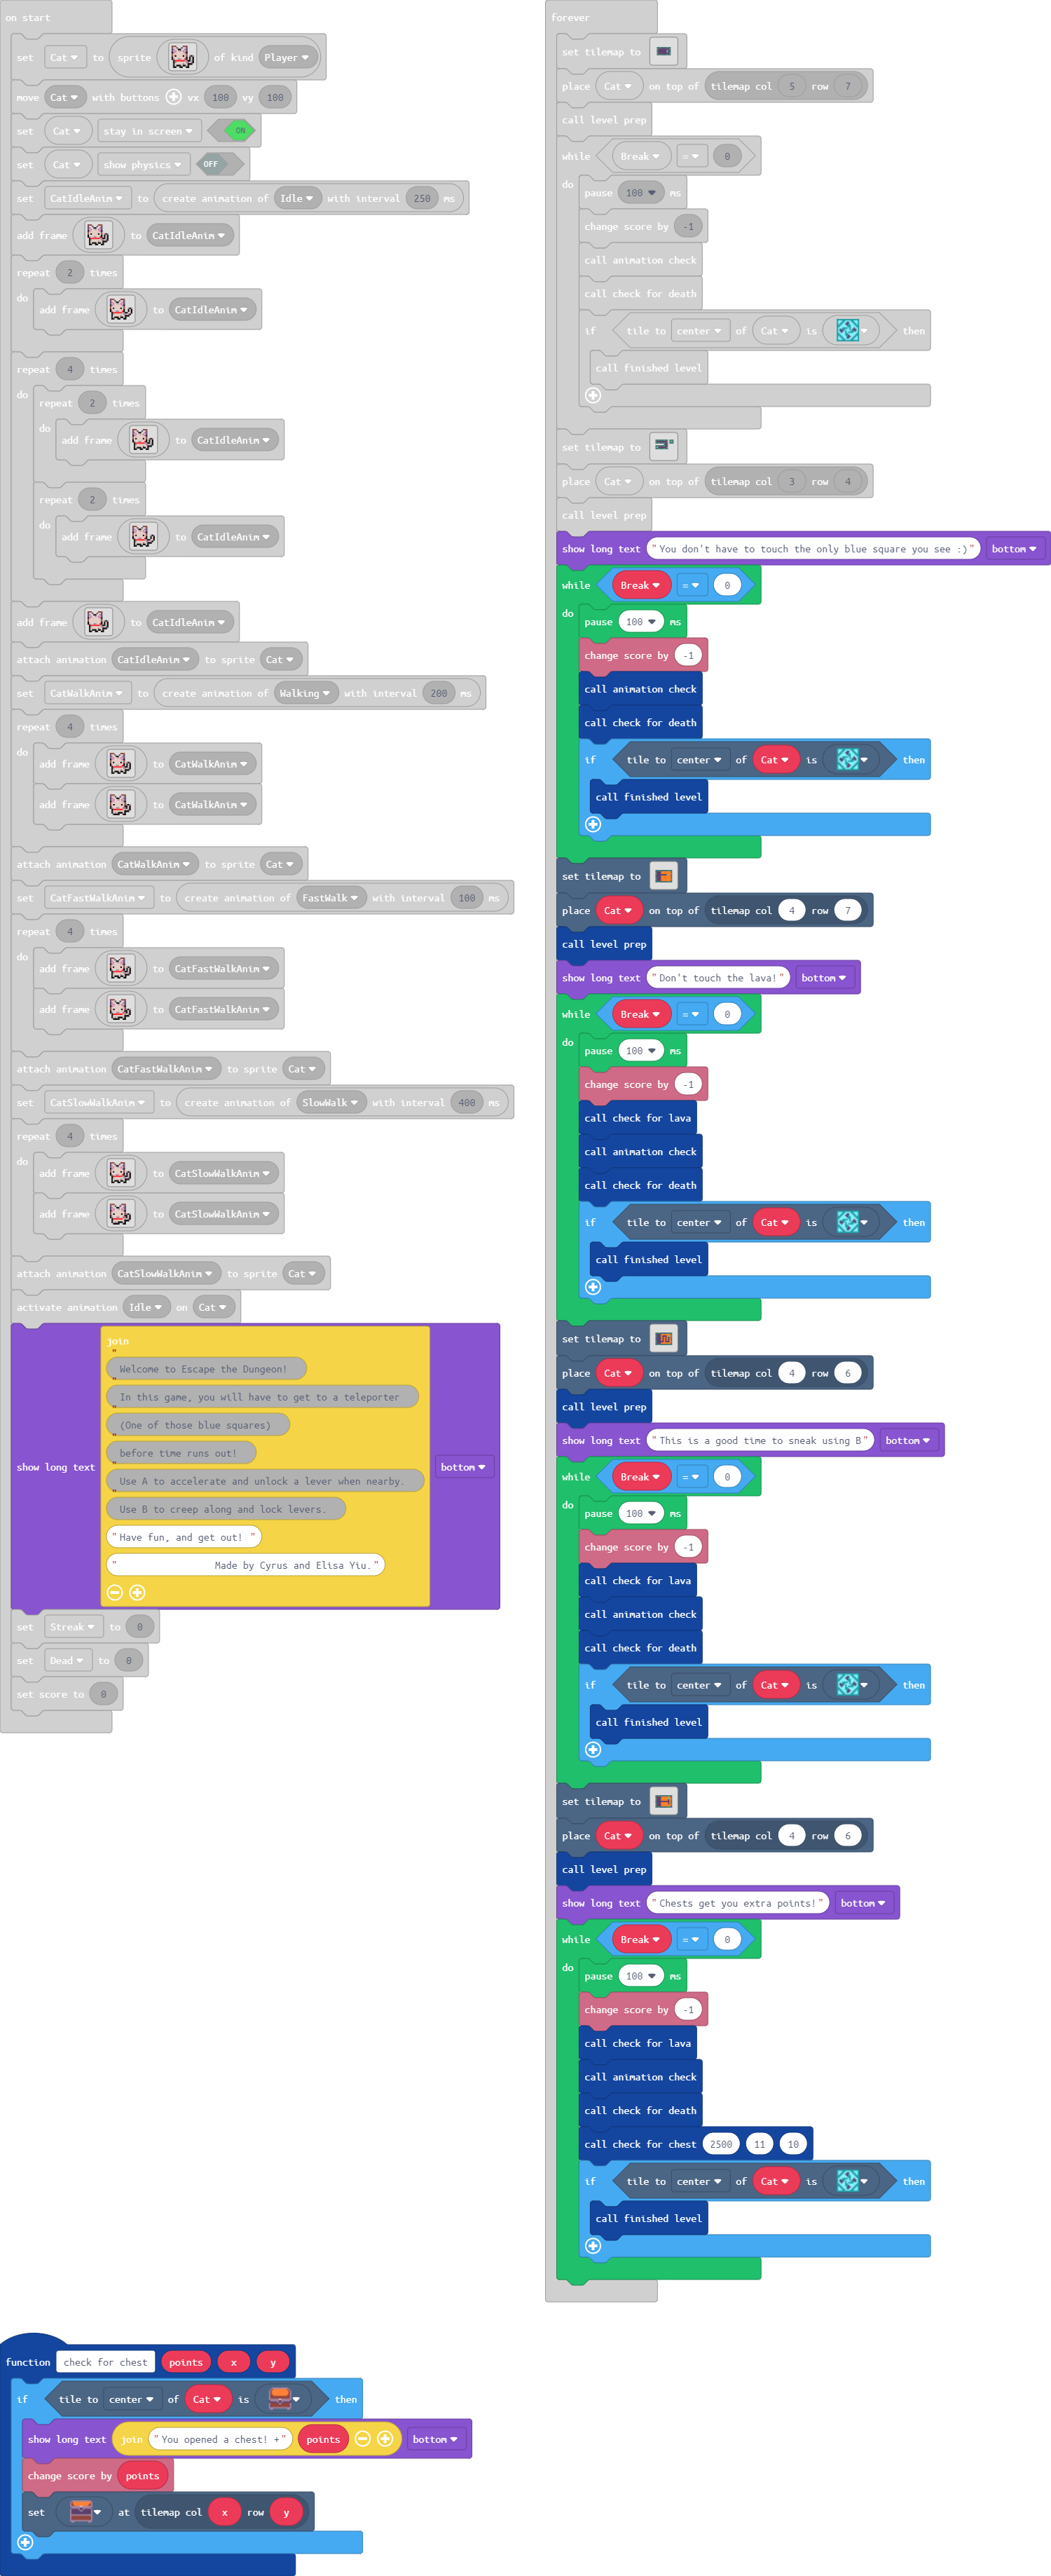 on start
set Cat to sprite of kind Player
move Cat with buttons vx 100 vy 100
set Cat stay in screen ON
set Cat show physics OFF
set CatIdleAnim to create animation of Idle with interval 250 ms
add frame to CatIdleAnim
repeat 2 times
do add frame to CatIdleAnim
repeat 4 times
do repeat 2 times
do add frame to CatIdleAnim
repeat 2 times
do add frame to CatIdleAnim
add frame to CatIdleAnim
attach animation CatIdleAnim to sprite Cat
set CatWalkAnim to create animation of Walking with interval 200 ms
repeat 4 times
do add frame to CatWalkAnim
add frame to CatWalkAnim
attach animation CatWalkAnim to sprite Cat
set CatFastWalkAnim to create animation of FastWalk with interval 100 ms
repeat 4 times
do add frame to CatFastWalkAnim
add frame to CatFastWalkAnim
attach animation CatFastWalkAnim to sprite Cat
set CatSlowWalkAnim to create animation of SlowWalk with interval 400 ms
repeat 4 times
do add frame to CatSlowWalkAnim
add frame to CatSlowWalkAnim
attach animation CatSlowWalkAnim to sprite Cat
activate animation Idle on Cat
join
" Welcome to Escape the Dungeon!
" In this game, you will have to get to a teleporter
" (One of those blue squares)
" before time runs out!
" Use A to accelerate and unlock a lever when nearby.
show long text bottom
" Use B to creep along and lock levers.
"Have fun, and get out! "
" Made by Cyrus and Elisa Yiu."
set Streak to 0
set Dead to 0
set score to 0
forever
set tilemap to
place Cat on top of tilemap col 5 row 7
call level prep
while Break = 0
do pause 100 ms
change score by -1
call animation check
call check for death
if tile to center of Cat is then
call finished level
set tilemap to
place Cat on top of tilemap col 3 row 4
call level prep
show long text "You don't have to touch the only blue square you see :)" bottom
while Break = 0
do pause 100 ms
change score by -1
call animation check
call check for death
if tile to center of Cat is then
call finished level
set tilemap to
place Cat on top of tilemap col 4 row 7
call level prep
show long text "Don't touch the lava!" bottom
while Break = 0
do pause 100 ms
change score by -1
call check for lava
call animation check
call check for death
if tile to center of Cat is then
call finished level
set tilemap to
place Cat on top of tilemap col 4 row 6
call level prep
show long text "This is a good time to sneak using B" bottom
while Break = 0
do pause 100 ms
change score by -1
call check for lava
call animation check
call check for death
if tile to center of Cat is then
call finished level
set tilemap to
place Cat on top of tilemap col 4 row 6
call level prep
show long text "Chests get you extra points!" bottom
while Break = 0
do pause 100 ms
change score by -1
call check for lava
call animation check
call check for death
call check for chest 2500 11 10
if tile to center of Cat is then
call finished level
function check for chest points x y
if tile to center of Cat is then
show long text join "You opened a chest! +" points bottom
change score by points
set at tilemap col x row y